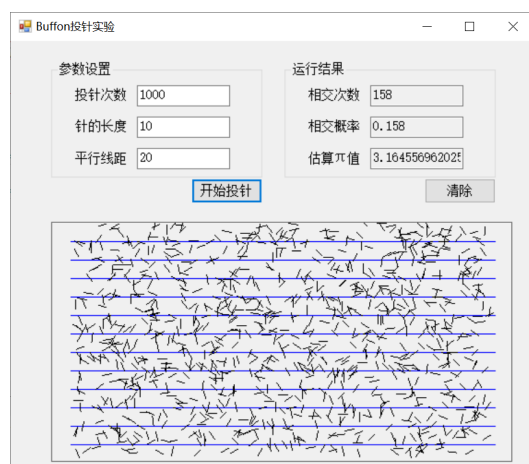 Buffon投针实验
参数设置
投针次数 1000
针的长度 10
平行线距 20
开始投针
运行结果
相交次数 158
相交概率 0.158
估算π值 3.164556962025
清除